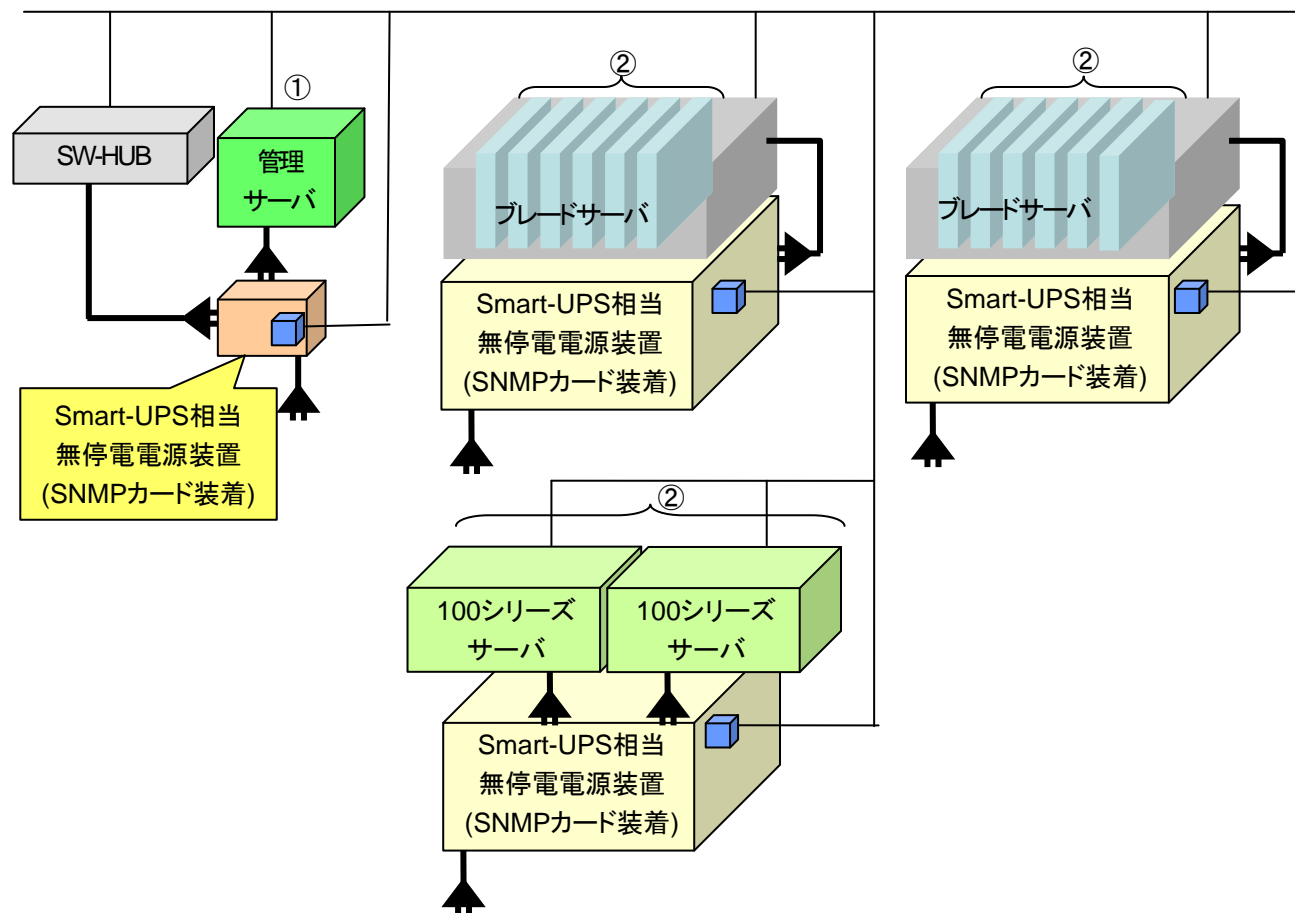 ①
②
②
SW-HUB
管理
サーバ
ブレードサーバ
ブレードサーバ
Smart-UPS相当
無停電電源装置
(SNMPカード装着)
Smart-UPS相当
無停電電源装置
(SNMPカード装着)
Smart-UPS相当
無停電電源装置
(SNMPカード装着)
②
100シリーズ
サーバ
100シリーズ
サーバ
Smart-UPS相当
無停電電源装置
(SNMPカード装着)